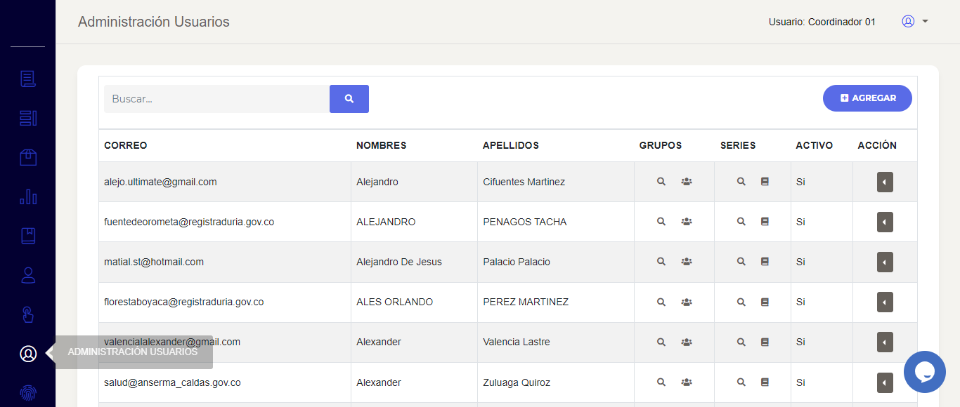 Administración Usuarios
Usuario: Coordinador 01
Buscar...
AGREGAR
CORREO NOMBRES APELLIDOS GRUPOS SERIES ACTIVO ACCIÓN
alejo.ultimate@gmail.com Alejandro Cifuentes Martinez Si
fuentedeorometa@registraduria.gov.co ALEJANDRO PENAGOS TACHA Si
matial.st@hotmail.com Alejandro De Jesus Palacio Palacio Si
florestaboyaca@registraduria.gov.co ALES ORLANDO PEREZ MARTINEZ Si
valencialalexander@gmail.com Alexander Valencia Lastre Si
ADMINISTRACIÓN USUARIOS
salud@anserma_caldas.gov.co Alexander Zuluaga Quiroz Si